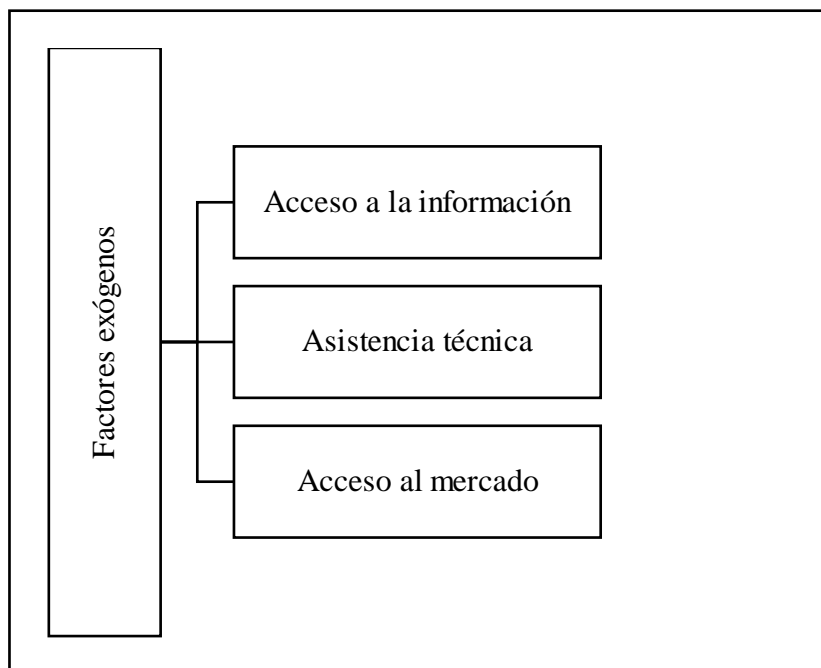 Factores exógenos
Acceso a la información
Asistencia técnica
Acceso al mercado